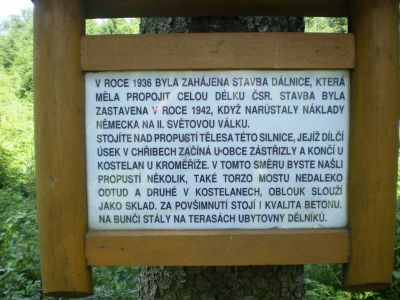 V ROCE 1936 BYLA ZAHÁJENA STAVBA DÁLNICE, KTERÁ
MĚLA PROPOJIT CELOU DÉLKU ČSR. STAVBA BYLA
ZASTAVENA V ROCE 1942, KDYŽ NARŮSTALY NÁKLADY
NĚMECKA NA II. SVĚTOVOU VÁLKU.
STOJÍTE NAD PROPUSTÍ TĚLESA TÉTO SILNICE, JEJÍŽ DÍLČÍ
ÚSEK V CHŘIBECH ZAČÍNÁ U OBCE ZÁSTŘIZLY A KONČÍ U
KOSTELAN U KROMĚŘÍŽE. V TOMTO SMĚRU BYSTE NAŠLI
PROPUSTÍ NĚKOLIK, TAKÉ TORZO MOSTU NEDALEKO
ODTUD A DRUHÉ V KOSTELANECH, OBLOUK SLOUŽÍ
JAKO SKLAD. ZA POVŠIMNUTÍ STOJÍ I KVALITA BETONU.
NA BUNČI STÁLY NA TERASÁCH UBYTOVNY DĚLNÍKŮ.